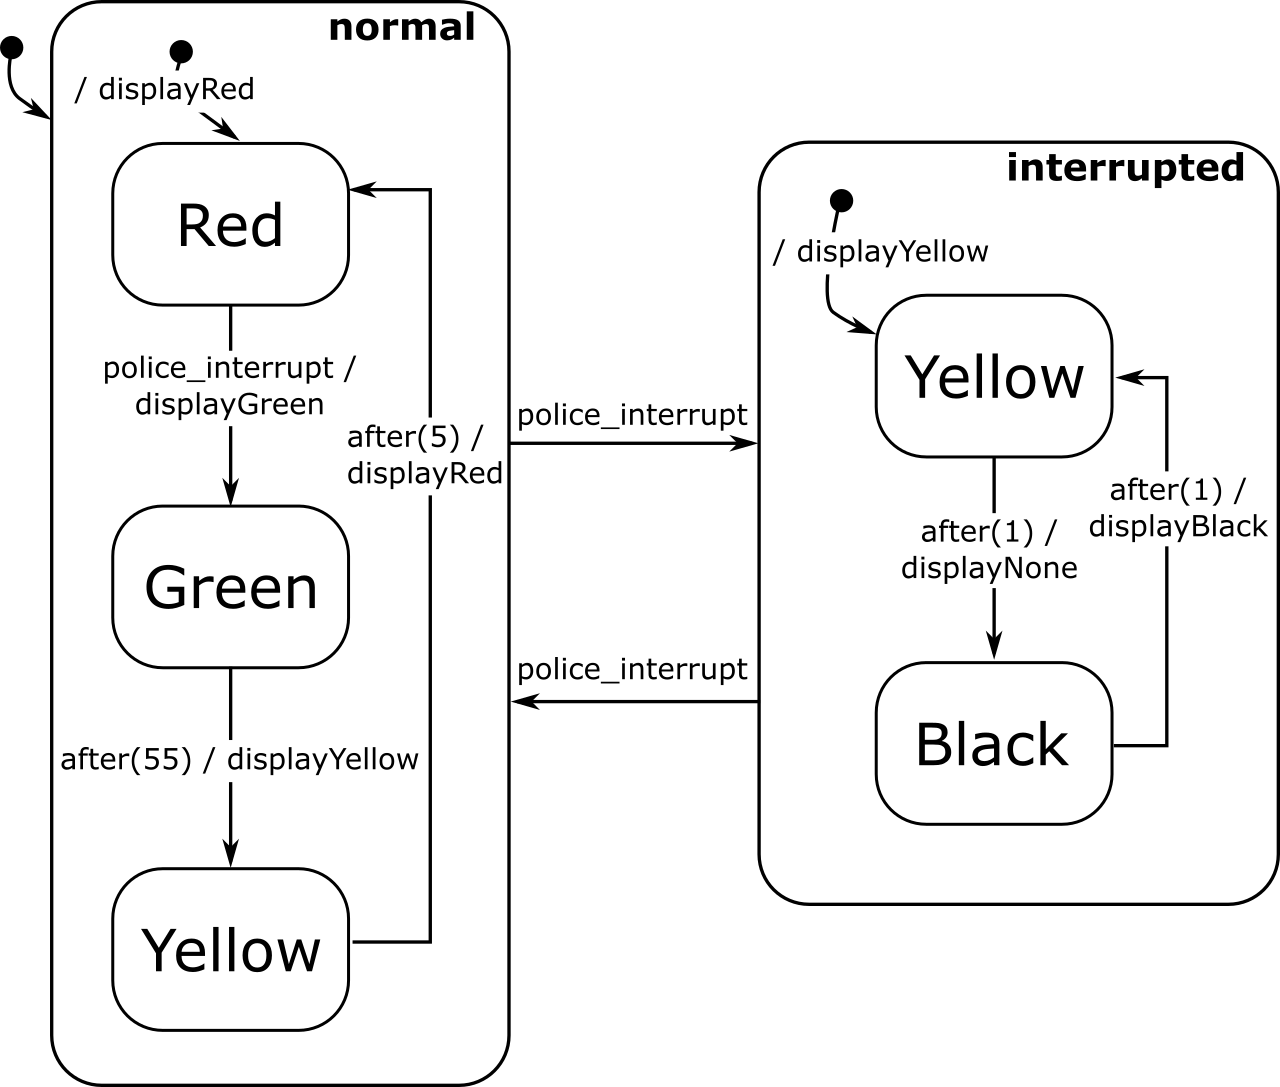 normal
/ displayRed
Red
police_interrupt /
displayGreen
after(5) /
displayRed
Green
after(55) / displayYellow
Yellow
police_interrupt
police_interrupt
interrupted
/ displayYellow
Yellow
after(1) /
displayNone
after(1) /
displayBlack
Black